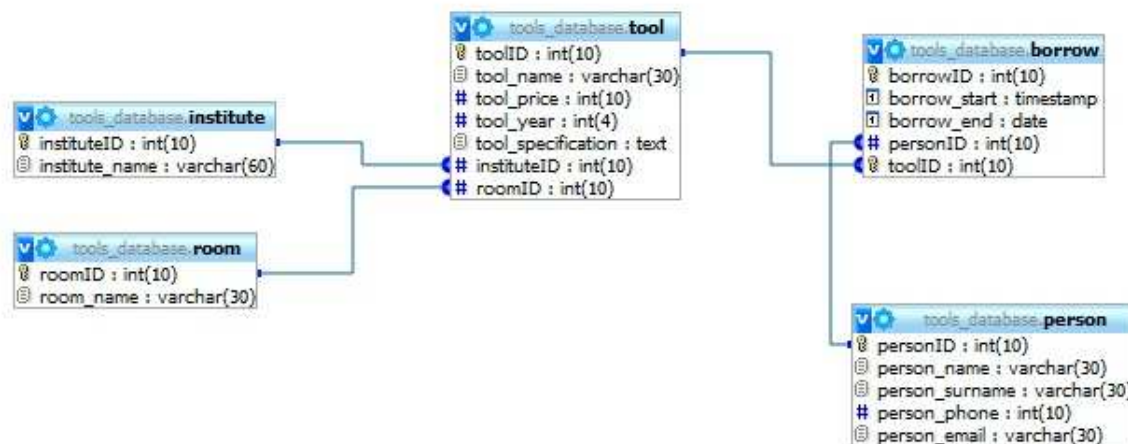 tools_database.tool
toolID : int(10)
tool_name : varchar(30)
tool_price : int(10)
tool_year : int(4)
tool_specification : text
instituteID : int(10)
roomID : int(10)
tools_database.borrow
borrowID : int(10)
borrow_start : timestamp
borrow_end : date
personID : int(10)
toolID : int(10)
tools_database.institute
instituteID : int(10)
institute_name : varchar(60)
tools_database.room
roomID : int(10)
room_name : varchar(30)
tools_database.person
personID : int(10)
person_name : varchar(30)
person_surname : varchar(30)
person_phone : int(10)
person_email : varchar(30)